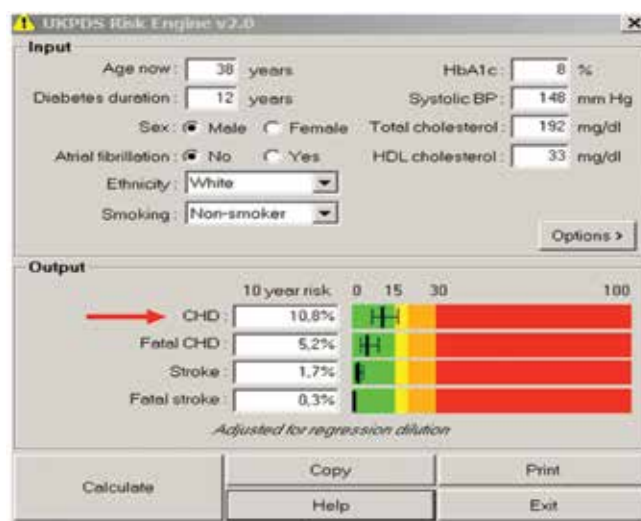 UKPDS Risk Engine v2.0
Input
Age now : 38 years HbA1c : 8 %
Diabetes duration : 12 years Systolic BP : 148 mm Hg
Sex : Male Female Total cholesterol : 192 mg/dl
Atrial fibrillation : No Yes HDL cholesterol : 33 mg/dl
Ethnicity : White
Smoking : Non-smoker
Options >
Output
10 year risk 0 15 30 100
CHD : 10,8%
Fatal CHD : 5,2%
Stroke : 1,7%
Fatal stroke : 0,3%
Adjusted for regression dilution
Calculate Copy Print
Help Exit